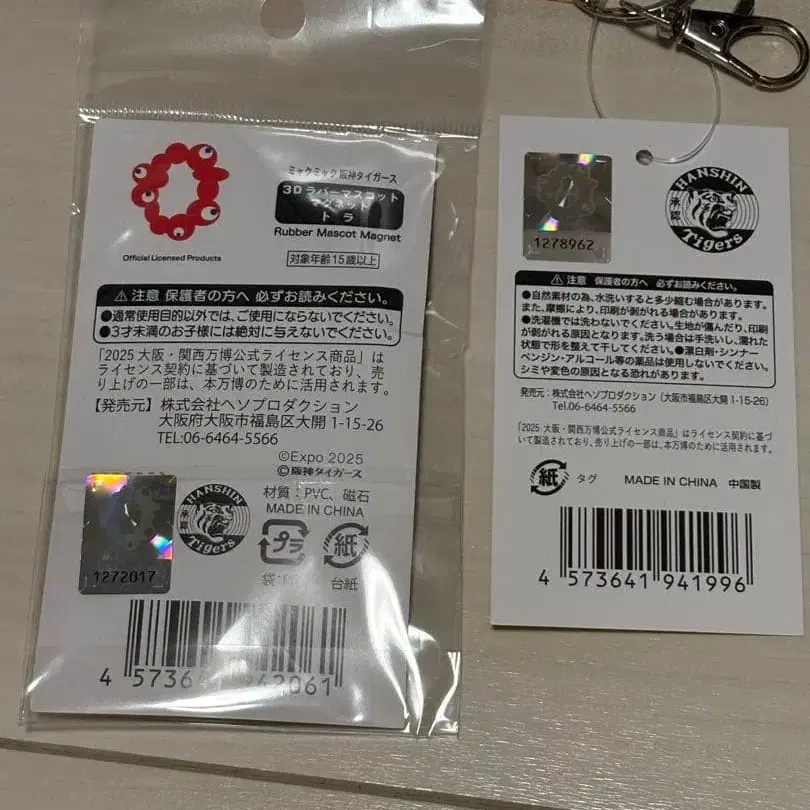 Official Licensed Products
ミャクミャク 阪神タイガース
3Dラバーマスコット
マグネット
トラ
Rubber Mascot Magnet
対象年齢15歳以上
⚠注意 保護者の方へ 必ずお読みください。
●通常使用目的以外では、ご使用にならないでください。
●3才未満のお子様には絶対に与えないでください。
「2025 大阪・関西万博公式ライセンス商品」は
ライセンス契約に基づいて製造されており、売
り上げの一部は、本万博のために活用されます。
【発売元】株式会社ヘソプロダクション
大阪府大阪市福島区大開 1-15-26
TEL:06-6464-5566
©Expo 2025
©阪神タイガース
材質：PVC、磁石
MADE IN CHINA
1272017
HANSHIN
承認
Tigers
プラ
紙
台紙
4 573641 942061
1278962
HANSHIN
承認
Tigers
⚠注意 保護者の方へ 必ずお読みください。
●自然素材の為、水洗いすると多少縮む場合があります。
また、摩擦により、印刷が剥がれる場合があります。
●洗濯機では洗わないでください。生地が傷んだり、印刷
が剥がれる原因となります。洗う場合は手洗いし、濡れた
状態で形を整えて干してください。●漂白剤・シンナー
ベンジン・アルコール等の薬品は使用しないでください。
シミや変色の原因となる恐れがあります。
発売元：株式会社ヘソプロダクション（大阪市福島区大開 1-15-26）
Tel.06-6464-5566
「2025 大阪・関西万博公式ライセンス商品」はライセンス契約に基づ
いて製造されており、売り上げの一部は、本万博のために活用されます。
紙 タグ MADE IN CHINA 中国製
4 573641 941996